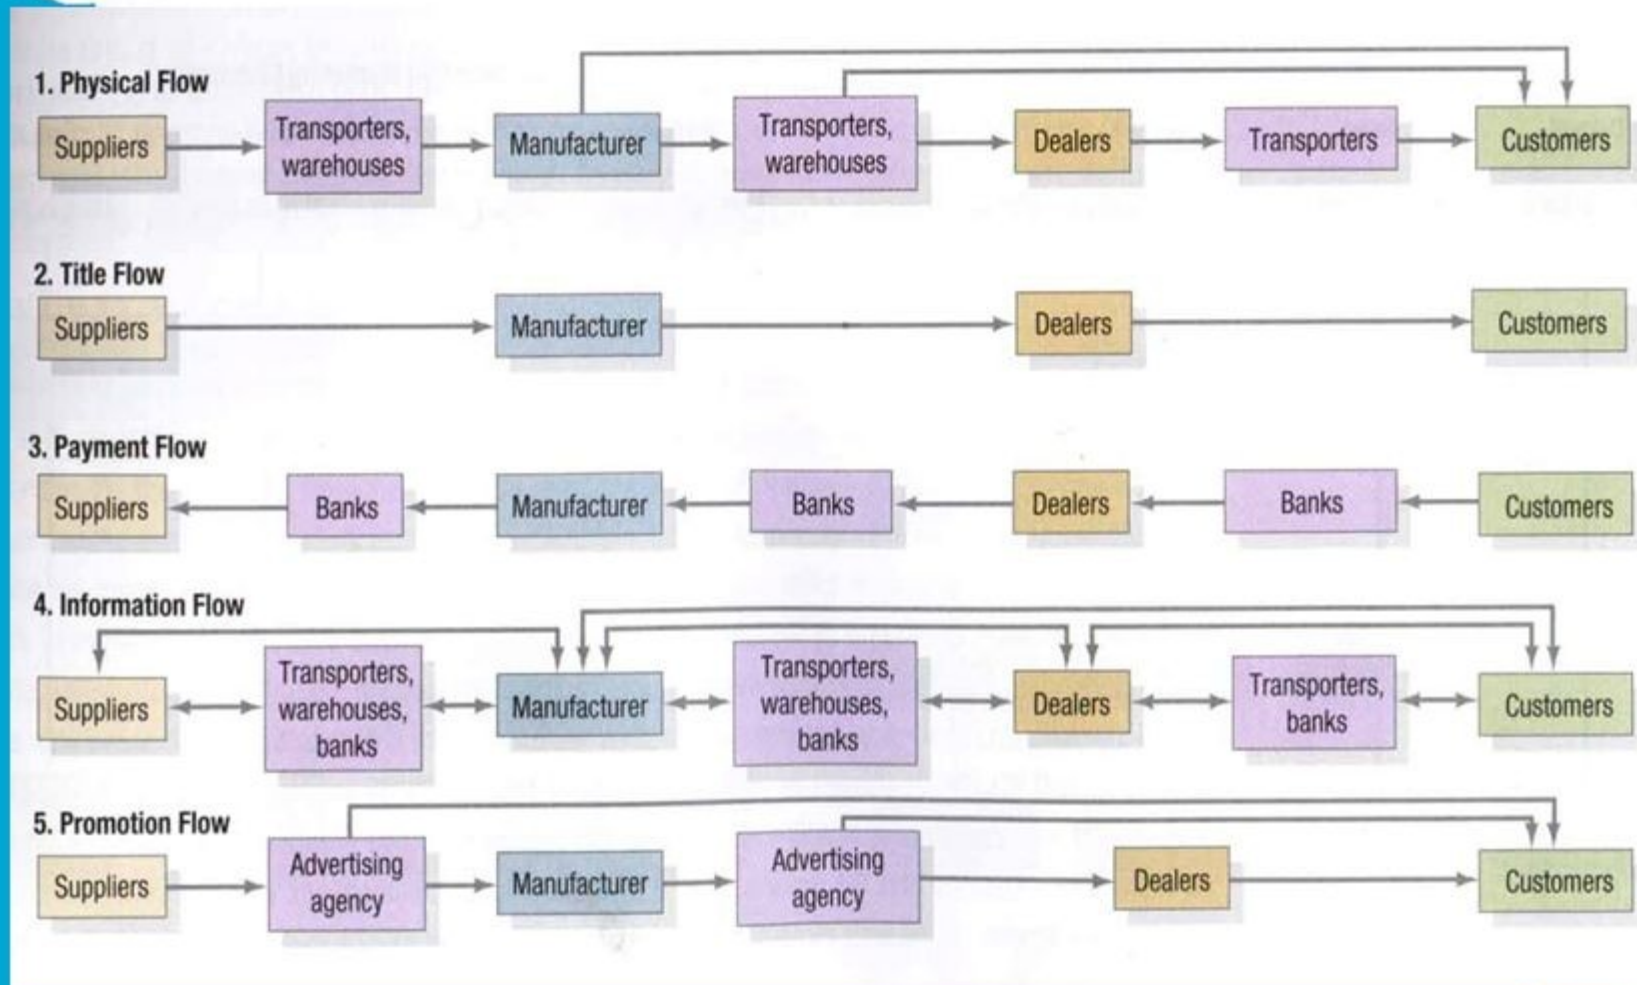 1. Physical Flow
Suppliers
Transporters,
warehouses
Manufacturer
Transporters,
warehouses
Dealers
Transporters
Customers
2. Title Flow
Suppliers
Manufacturer
Dealers
Customers
3. Payment Flow
Suppliers
Banks
Manufacturer
Banks
Dealers
Banks
Customers
4. Information Flow
Suppliers
Transporters,
warehouses,
banks
Manufacturer
Transporters,
warehouses,
banks
Dealers
Transporters,
banks
Customers
5. Promotion Flow
Suppliers
Advertising
agency
Manufacturer
Advertising
agency
Dealers
Customers